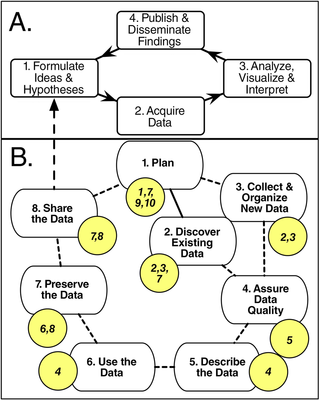 A.
4. Publish &
Disseminate
Findings
1. Formulate
Ideas &
Hypotheses
3. Analyze,
Visualize &
Interpret
2. Acquire
Data
B.
1. Plan
1,7,
9,10
8. Share
the Data
7,8
3. Collect &
Organize
New Data
2,3
2. Discover
Existing
Data
2,3,
7
7. Preserve
the Data
6,8
4. Assure
Data
Quality
5
6. Use the
Data
4
5. Describe
the Data
4